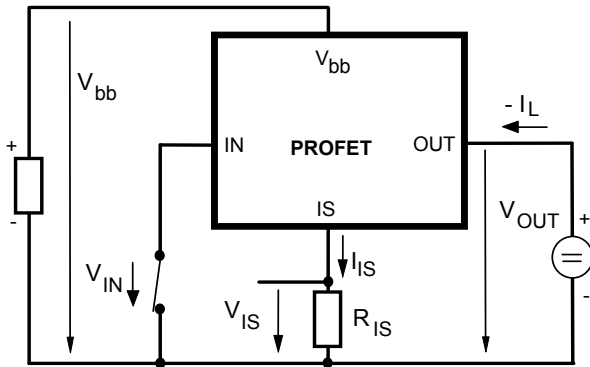 V bb
V bb
- I L
+
IN
PROFET
OUT
IS
V OUT
+
-
V IN
I IS
V IS
R IS
-